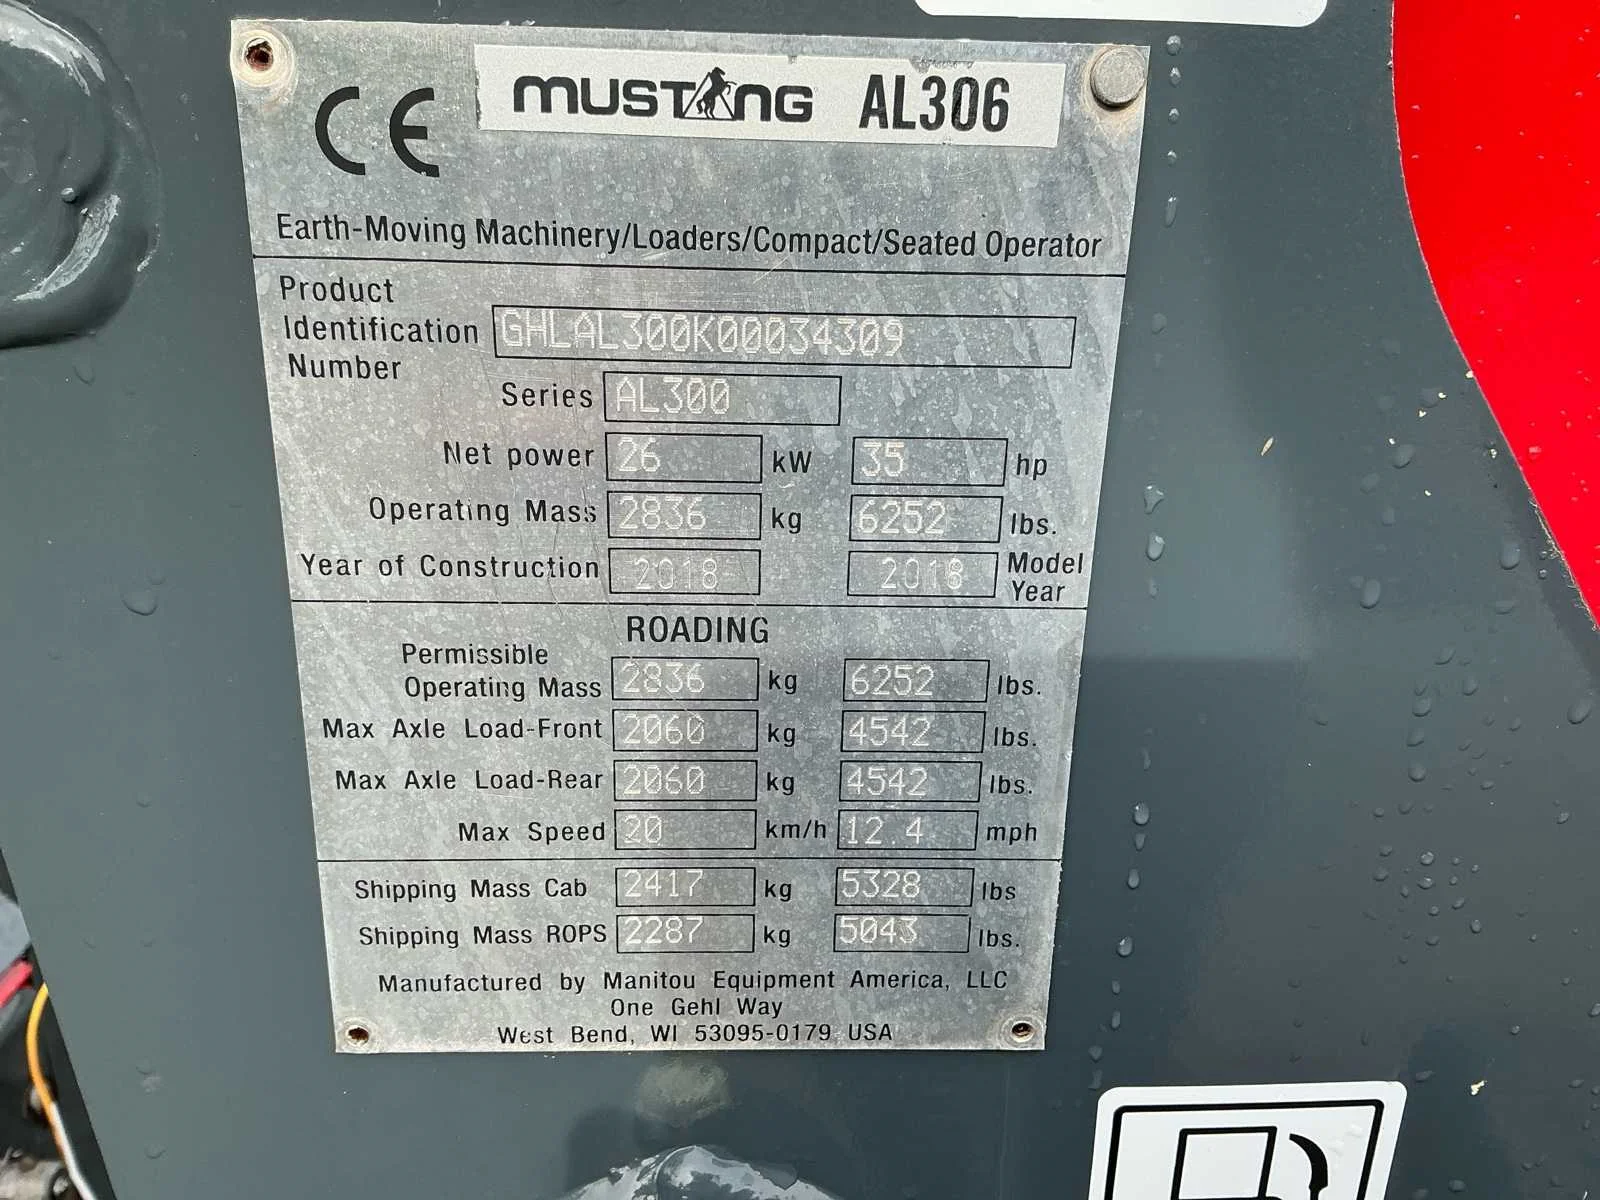 CE MUSTANG AL306
Earth-Moving Machinery/Loaders/Compact/Seated Operator
Product
Identification GHLAL300K00034309
Number
Series AL300
Net power 26 kW 35 hp
Operating Mass 2836 kg 6252 lbs.
Year of Construction 2018 2018 Model
Year
ROADING
Permissible
Operating Mass 2836 kg 6252 lbs.
Max Axle Load-Front 2060 kg 4542 lbs.
Max Axle Load-Rear 2060 kg 4542 lbs.
Max Speed 20 km/h 12.4 mph
Shipping Mass Cab 2417 kg 5328 lbs
Shipping Mass ROPS 2287 kg 5043 lbs.
Manufactured by Manitou Equipment America, LLC
One Gehl Way
West Bend, WI 53095-0179 USA